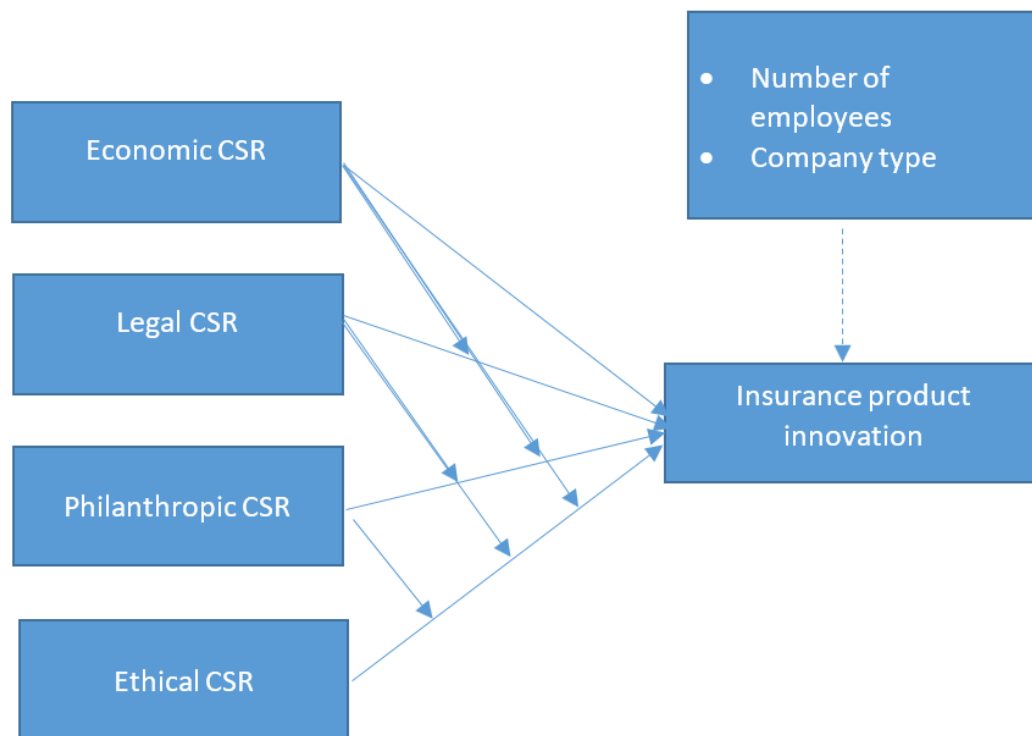 Economic CSR
Legal CSR
Philanthropic CSR
Ethical CSR
• Number of
employees
• Company type
Insurance product
innovation